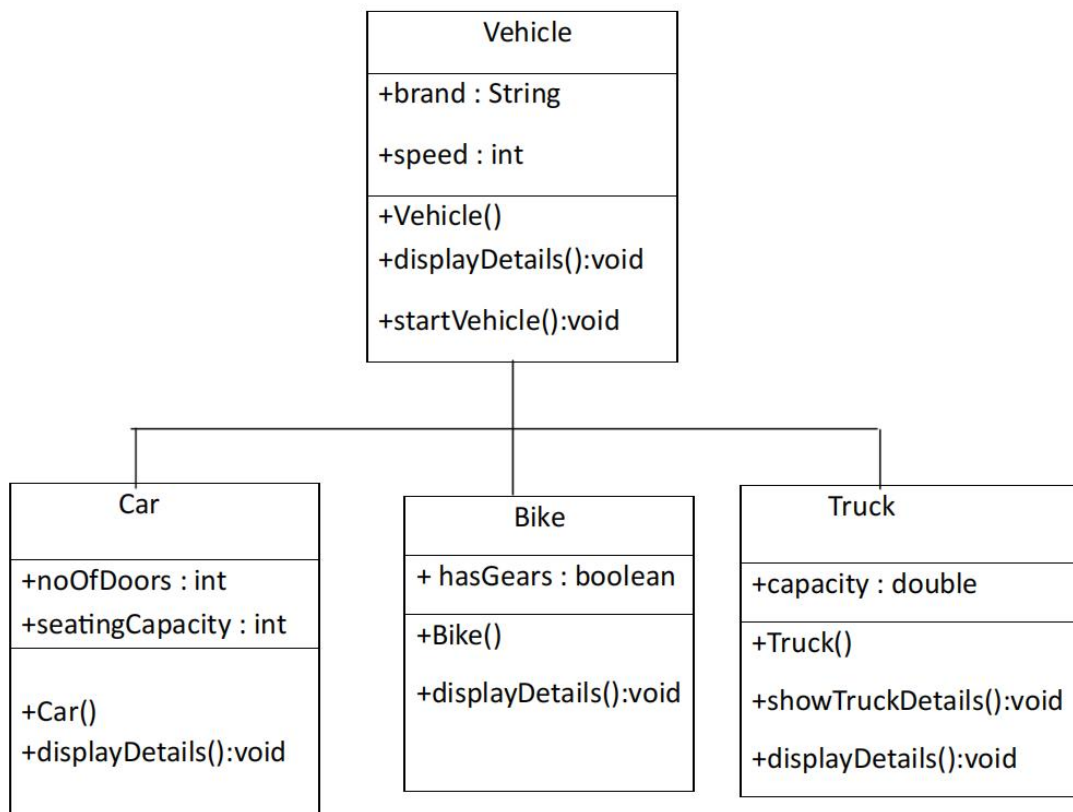 Vehicle
+brand : String
+speed : int
+Vehicle()
+displayDetails():void
+startVehicle():void
Car
+noOfDoors : int
+seatingCapacity : int
+Car()
+displayDetails():void
Bike
+ hasGears : boolean
+Bike()
+displayDetails():void
Truck
+capacity : double
+Truck()
+showTruckDetails():void
+displayDetails():void